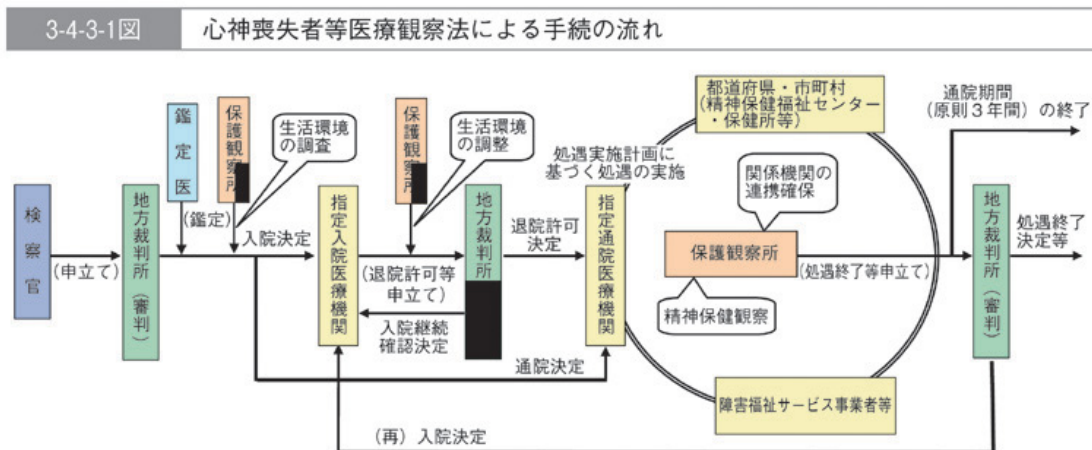 3-4-3-1図
心神喪失者等医療観察法による手続の流れ
検察官
(申立て)
地方裁判所(審判)
鑑定医
(鑑定)
保護観察所
生活環境
の調査
入院決定
指定入院医療機関
保護観察所
生活環境
の調整
(退院許可等
申立て)
入院継続
確認決定
地方裁判所
退院許可
決定
通院決定
処遇実施計画に
基づく処遇の実施
指定通院医療機関
都道府県・市町村
(精神保健福祉センター
・保健所等)
関係機関の
連携確保
保護観察所
(処遇終了等申立て)
精神保健観察
障害福祉サービス事業者等
通院期間
(原則3年間)の終了
地方裁判所(審判)
処遇終了
決定等
(再)入院決定